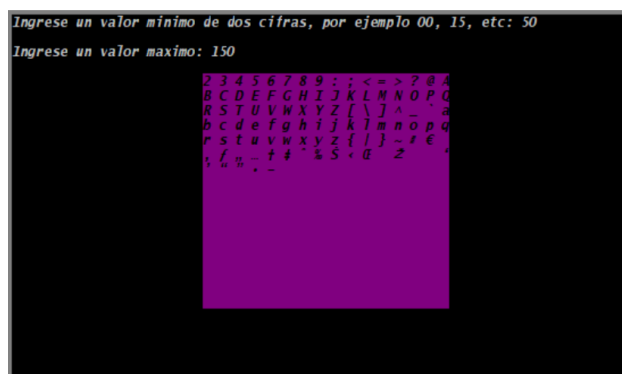 Ingrese un valor minimo de dos cifras, por ejemplo 00, 15, etc: 50
Ingrese un valor maximo: 150
2 3 4 5 6 7 8 9 : ; < = > ? @ A
B C D E F G H I J K L M N O P Q
R S T U V W X Y Z [ \ ] ^ _ ` a
b c d e f g h i j k l m n o p q
r s t u v w x y z { | } ~ €
‚ ƒ „ … † ‡ ˆ ‰ Š ‹ Œ Ž ‘
’ “ ” • –